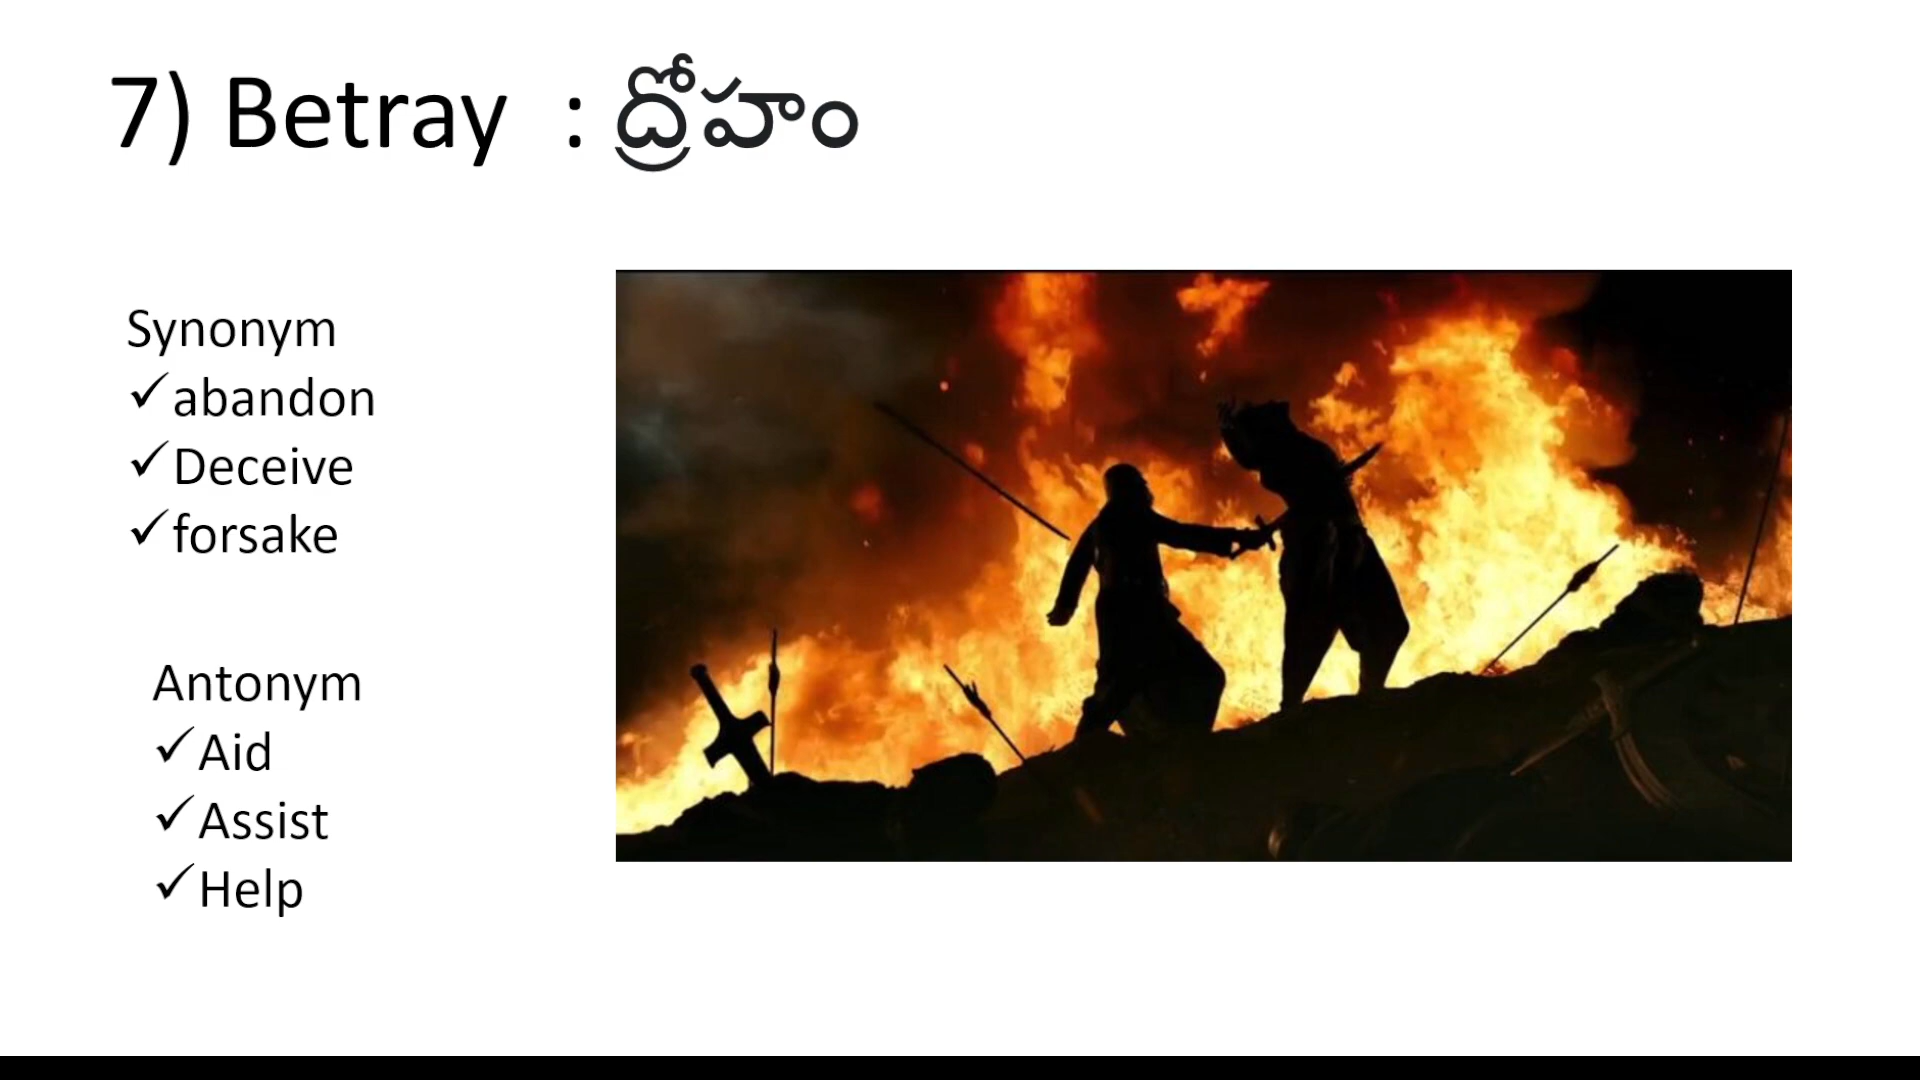 7) Betray : ద్రోహం
Synonym
✓abandon
✓Deceive
✓forsake
Antonym
✓Aid
✓Assist
✓Help